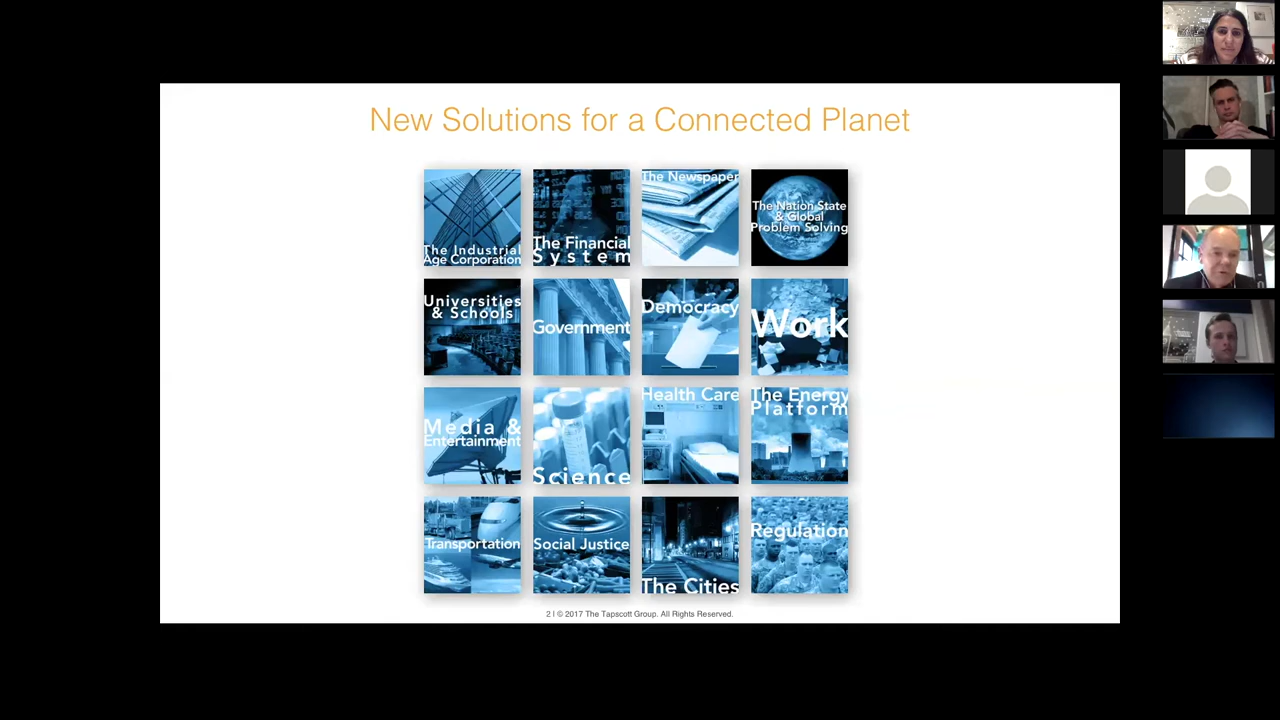 New Solutions for a Connected Planet
The Industrial
Age Corporation
The Financial
System
The Newspaper
The Nation State
& Global
Problem Solving
Universities
& Schools
Government
Democracy
Work
Media &
Entertainment
Science
Health Care
The Energy
Platform
Transportation
Social Justice
The Cities
Regulation
2 | © 2017 The Tapscott Group. All Rights Reserved.